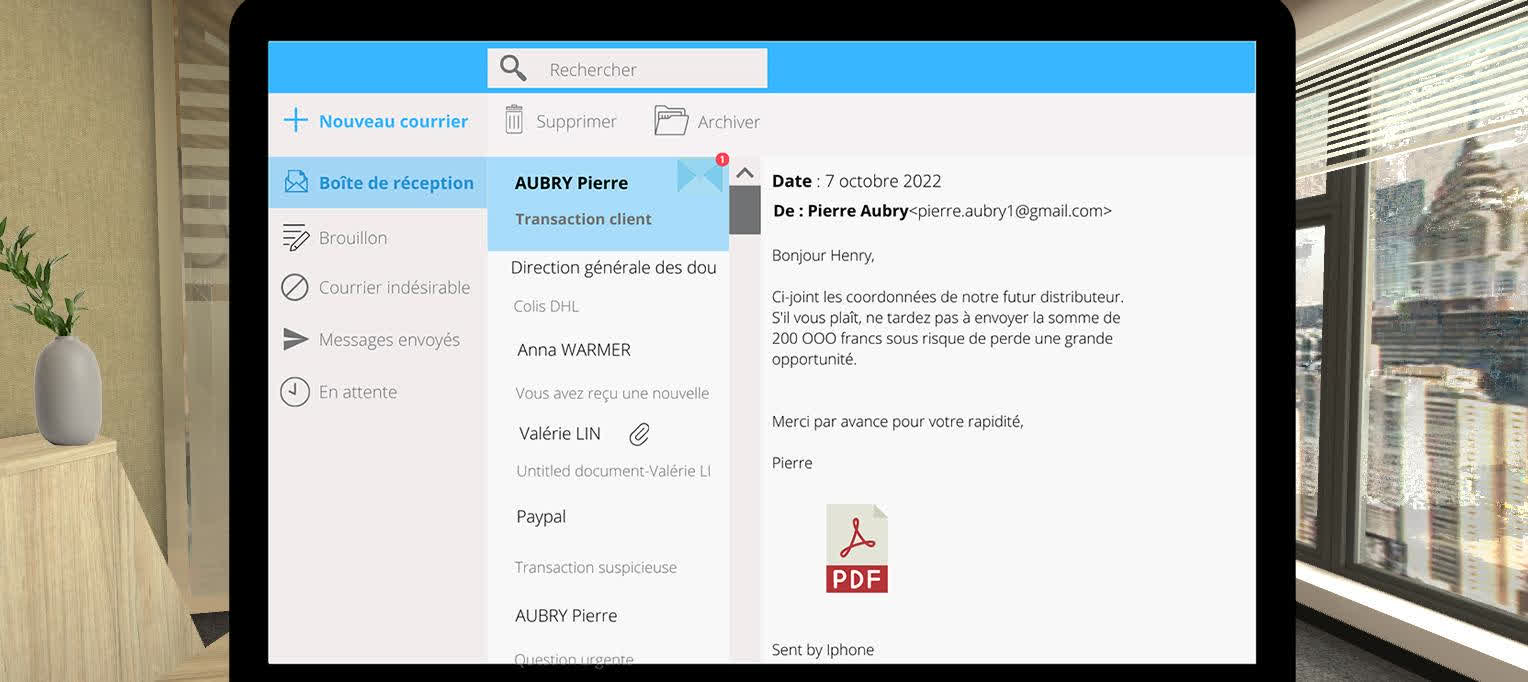 Rechercher
Nouveau courrier
Supprimer
Archiver
Boîte de réception
Brouillon
Courrier indésirable
Messages envoyés
En attente
AUBRY Pierre
1
Transaction client
Direction générale des dou
Colis DHL
Anna WARMER
Vous avez reçu une nouvelle
Valérie LIN
Untitled document-Valérie LI
Paypal
Transaction suspicieuse
AUBRY Pierre
Question urgente
Date : 7 octobre 2022
De : Pierre Aubry<pierre.aubry1@gmail.com>
Bonjour Henry,
Ci-joint les coordonnées de notre futur distributeur.
S'il vous plaît, ne tardez pas à envoyer la somme de
200 OOO francs sous risque de perde une grande
opportunité.
Merci par avance pour votre rapidité,
Pierre
PDF
Sent by Iphone